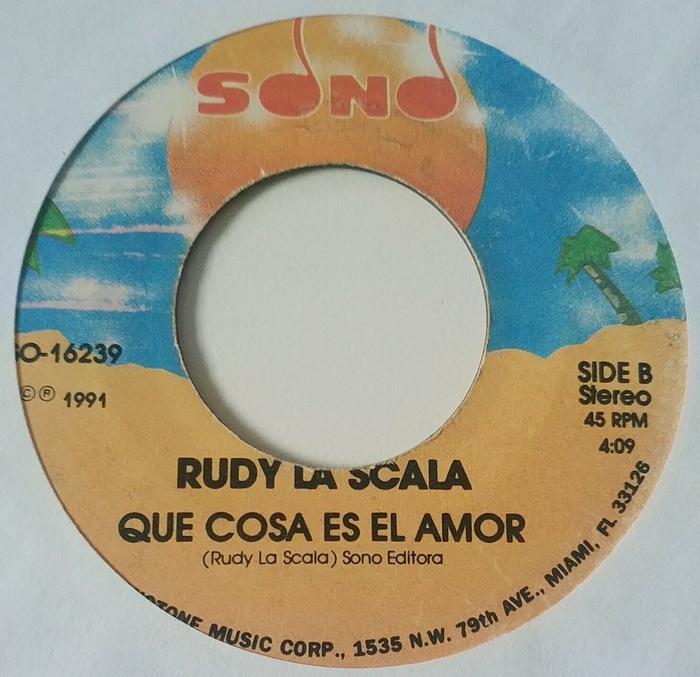 SONO
SO-16239
© ℗ 1991
SIDE B
Stereo
45 RPM
4:09
RUDY LA SCALA
QUE COSA ES EL AMOR
(Rudy La Scala) Sono Editora
MUSIC CORP., 1535 N.W. 79th AVE., MIAMI, FL 33126